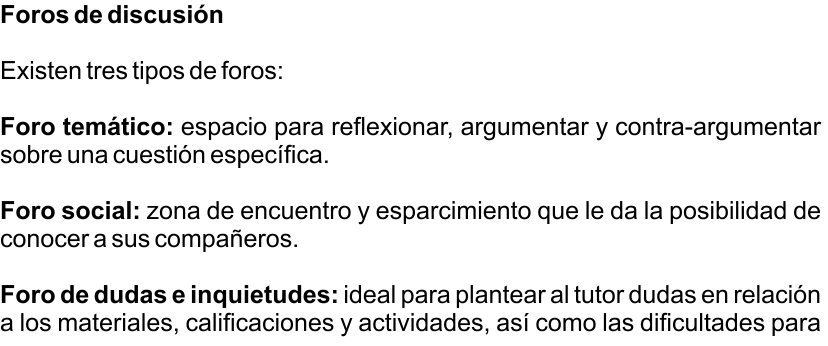 Foros de discusión
Existen tres tipos de foros:
Foro temático: espacio para reflexionar, argumentar y contra-argumentar
sobre una cuestión específica.
Foro social: zona de encuentro y esparcimiento que le da la posibilidad de
conocer a sus compañeros.
Foro de dudas e inquietudes: ideal para plantear al tutor dudas en relación
a los materiales, calificaciones y actividades, así como las dificultades para